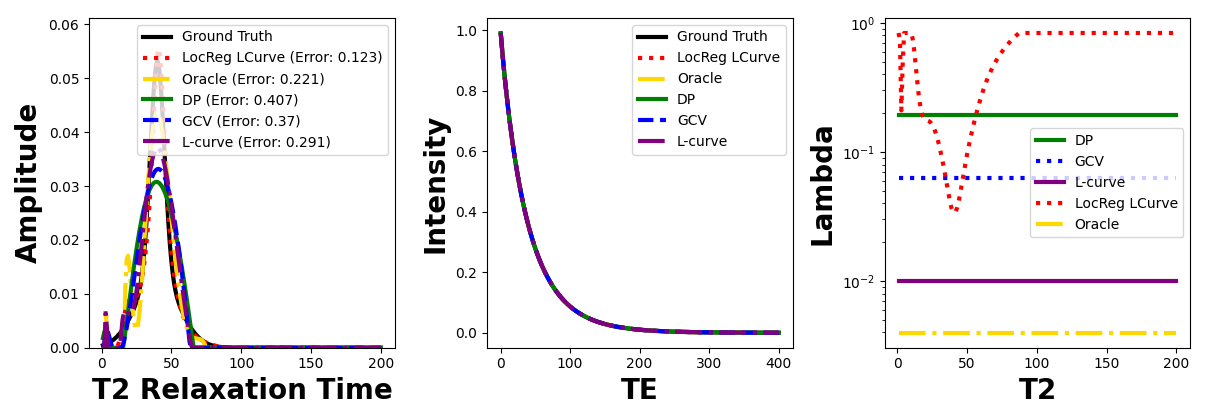 0.06
0.05
0.04
0.03
0.02
0.01
0.00
Amplitude
Ground Truth
LocReg LCurve (Error: 0.123)
Oracle (Error: 0.221)
DP (Error: 0.407)
GCV (Error: 0.37)
L-curve (Error: 0.291)
0 50 100 150 200
T2 Relaxation Time
1.0
0.8
0.6
0.4
0.2
0.0
Intensity
Ground Truth
LocReg LCurve
Oracle
DP
GCV
L-curve
0 100 200 300 400
TE
10⁰
10⁻¹
10⁻²
Lambda
DP
GCV
L-curve
LocReg LCurve
Oracle
0 50 100 150 200
T2